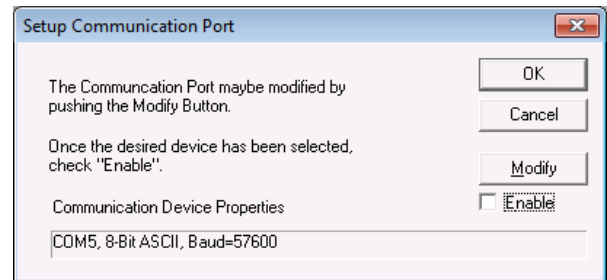 Setup Communication Port
The Communcation Port maybe modified by
pushing the Modify Button.
Once the desired device has been selected,
check "Enable".
Communication Device Properties
COM5, 8-Bit ASCII, Baud=57600
OK
Cancel
Modify
Enable